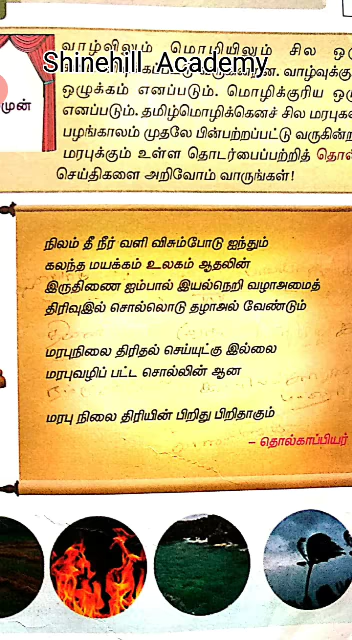 வாழ்விலும் மொழியிலும் சில
Shinehill Academy
வருகின்றன. வாழ்வுக்கு
ஒழுக்கம் எனப்படும். மொழிக்குரிய
முன்
எனப்படும். தமிழ்மொழிக்கெனச் சில
பழங்காலம் முதலே பின்பற்றப்பட்டு
மரபுக்கும் உள்ள தொடர்பைப்பற்றித்
செய்திகளை அறிவோம் வாருங்கள்!
நிலம் தீ நீர் வளி விசும்போடு ஐந்தும்
கலந்த மயக்கம் உலகம் ஆதலின்
இருதிணை ஐம்பால் இயல்நெறி வழாஅமைத்
திரிவுஇல் சொல்லொடு தழாஅல் வேண்டும்
மரபுநிலை திரிதல் செய்யுட்கு இல்லை
மரபுவழிப் பட்ட சொல்லின் ஆன
மரபு நிலை திரியின் பிறிது பிறிதாகும்
– தொல்காப்பியர்